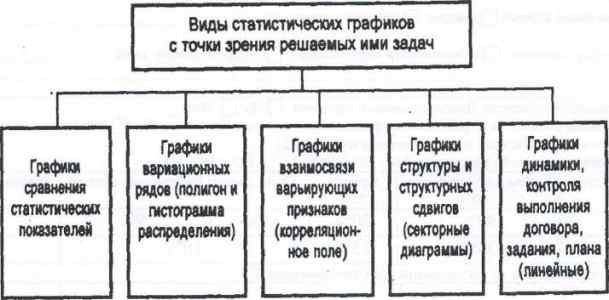 Виды статистических графиков
с точки зрения решаемых ими задач
Графики
сравнения
статистических
показателей
Графики
вариационных
рядов (полигон и
гистограмма
распределения)
Графики
взаимосвязи
варьирующих
признаков
(корреляцион-
ное поле)
Графики
структуры и
структурных
сдвигов
(секторные
диаграммы)
Графики
динамики,
контроля
выполнения
договора,
задания, плана
(линейные)